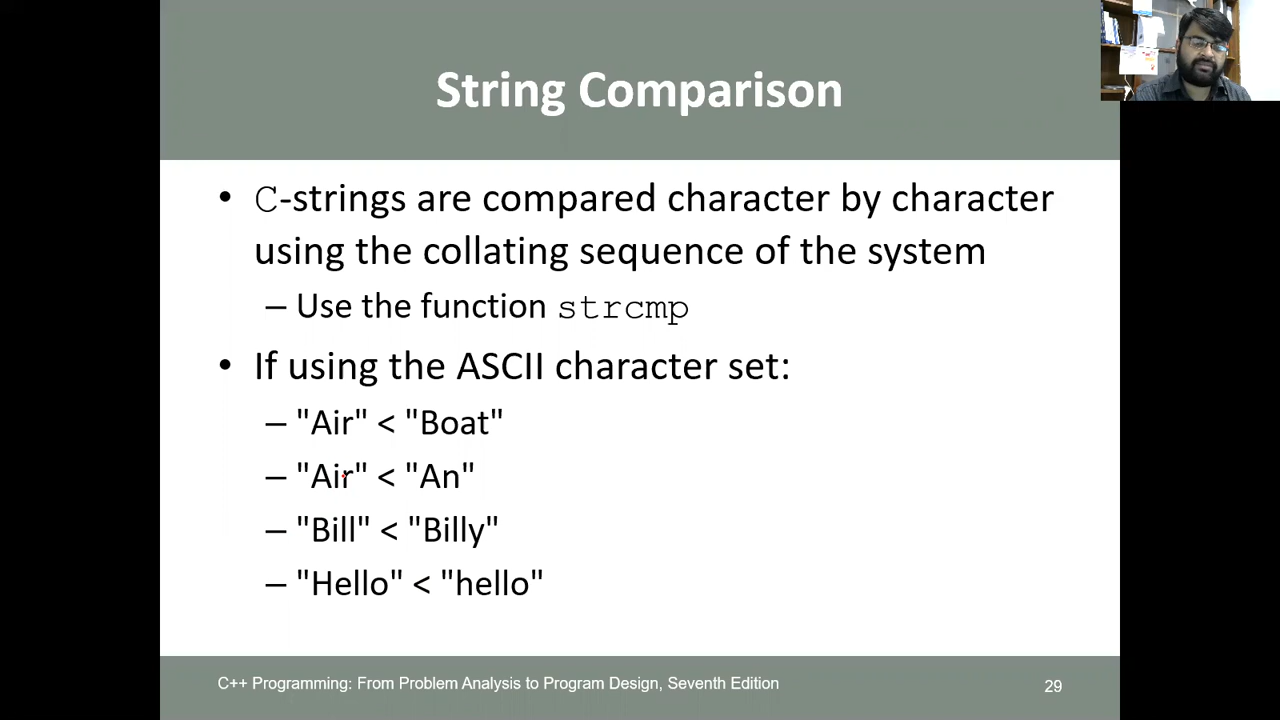 String Comparison
• C-strings are compared character by character
using the collating sequence of the system
– Use the function strcmp
• If using the ASCII character set:
– "Air" < "Boat"
– "Air" < "An"
– "Bill" < "Billy"
– "Hello" < "hello"
C++ Programming: From Problem Analysis to Program Design, Seventh Edition
29